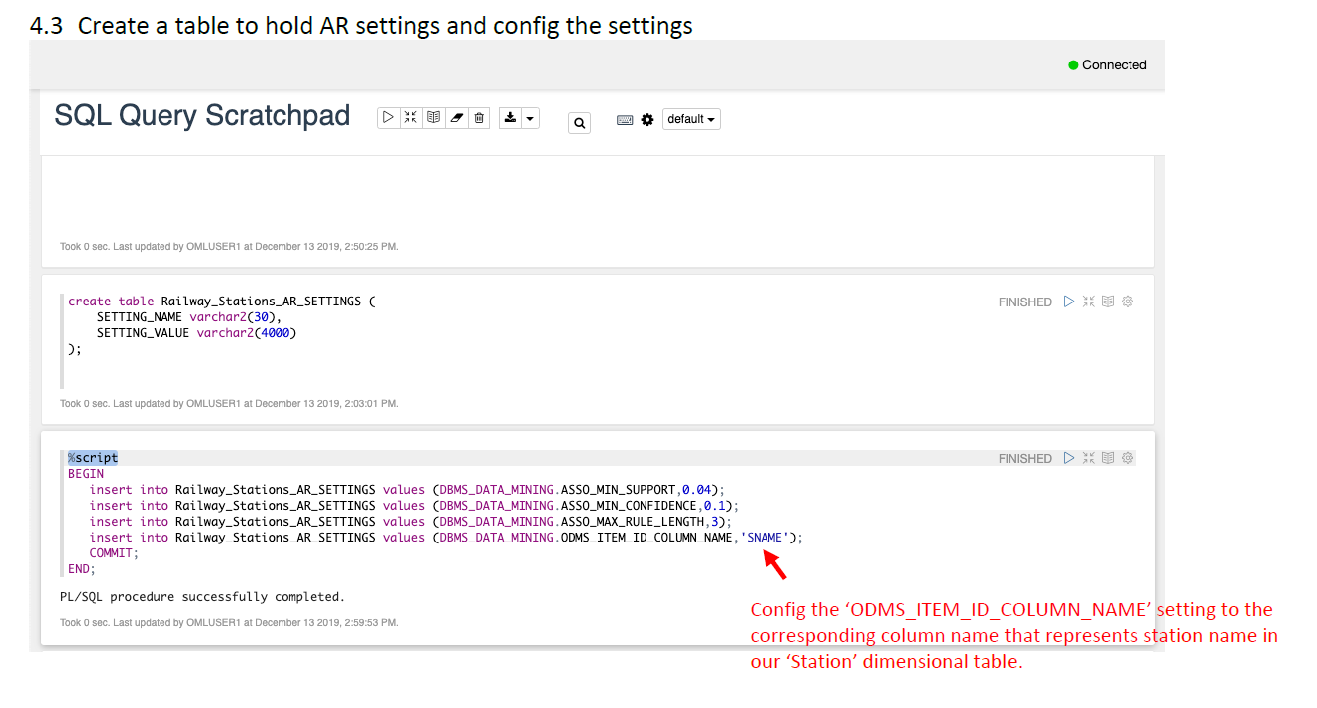 4.3 Create a table to hold AR settings and config the settings
Connected
SQL Query Scratchpad
default
Took 0 sec. Last updated by OMLUSER1 at December 13 2019, 2:50:25 PM.
create table Railway_Stations_AR_SETTINGS (
FINISHED
SETTING_NAME varchar2(30),
SETTING_VALUE varchar2(4000)
);
Took 0 sec. Last updated by OMLUSER1 at December 13 2019, 2:03:01 PM.
%script
FINISHED
BEGIN
insert into Railway_Stations_AR_SETTINGS values (DBMS_DATA_MINING.ASSO_MIN_SUPPORT,0.04);
insert into Railway_Stations_AR_SETTINGS values (DBMS_DATA_MINING.ASSO_MIN_CONFIDENCE,0.1);
insert into Railway_Stations_AR_SETTINGS values (DBMS_DATA_MINING.ASSO_MAX_RULE_LENGTH,3);
insert into Railway_Stations_AR_SETTINGS values (DBMS_DATA_MINING.ODMS_ITEM_ID_COLUMN_NAME,'SNAME');
COMMIT;
END;
PL/SQL procedure successfully completed.
Took 0 sec. Last updated by OMLUSER1 at December 13 2019, 2:59:53 PM.
Config the ‘ODMS_ITEM_ID_COLUMN_NAME’ setting to the
corresponding column name that represents station name in
our ‘Station’ dimensional table.